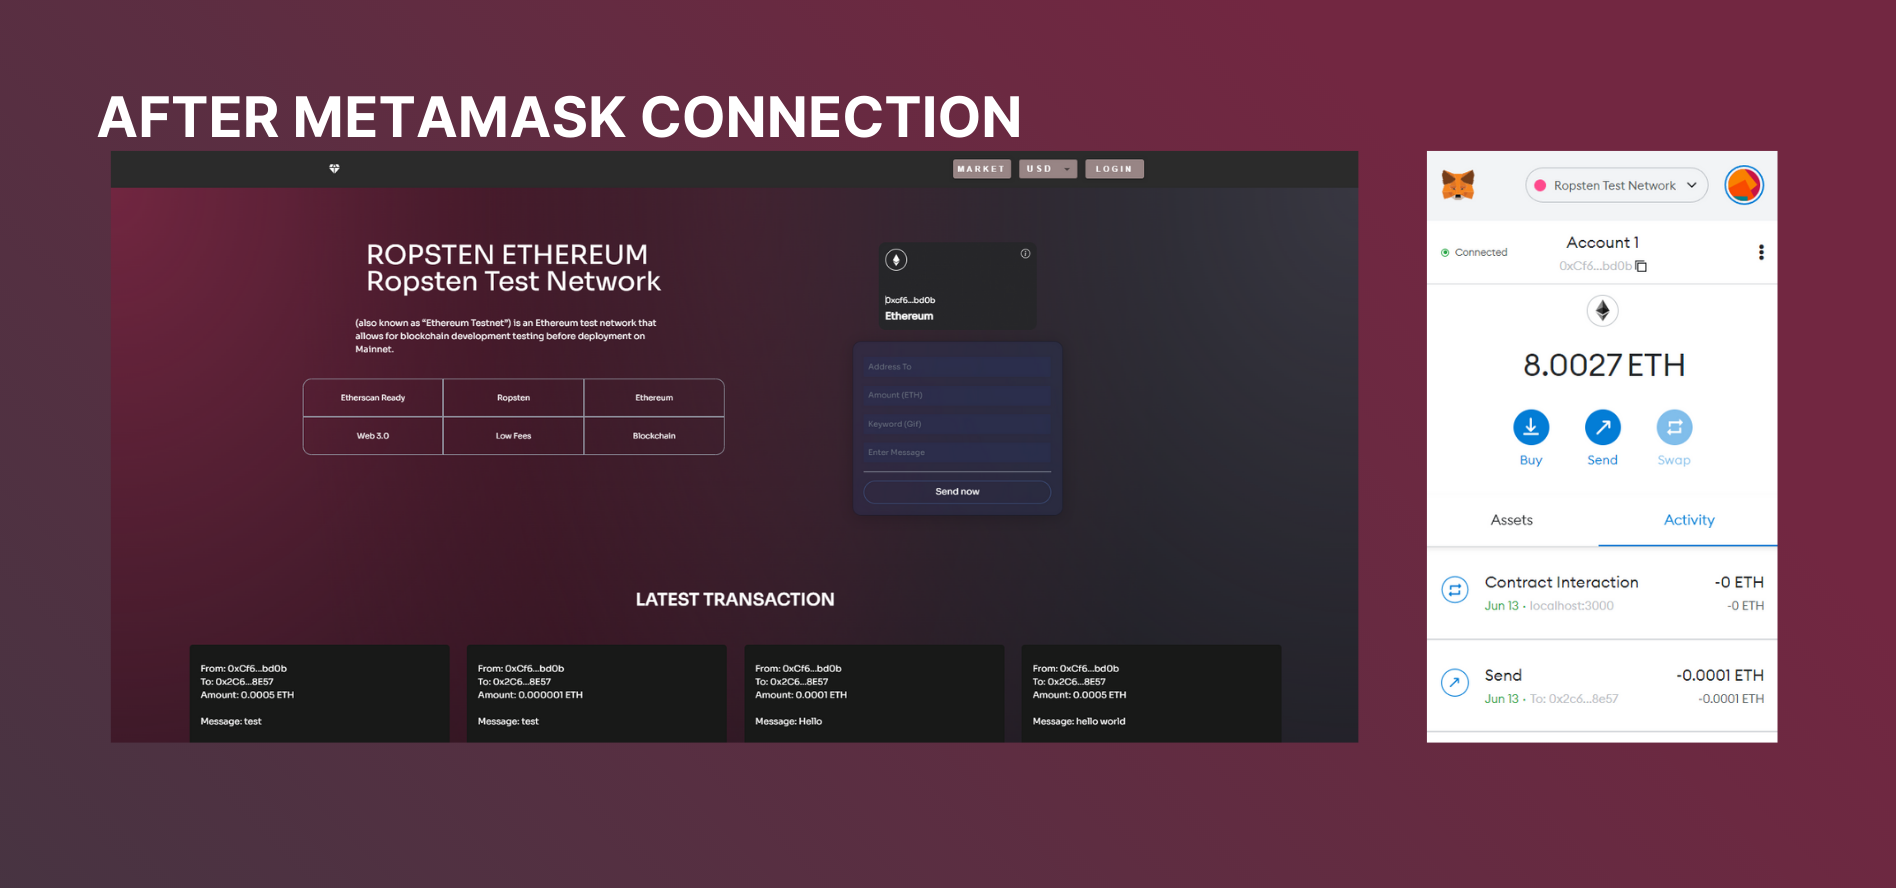 AFTER METAMASK CONNECTION
MARKET
USD
LOGIN
ROPSTEN ETHEREUM
Ropsten Test Network
(also known as “Ethereum Testnet”) is an Ethereum test network that
allows for blockchain development testing before deployment on
Mainnet.
Etherscan Ready
Ropsten
Ethereum
Web 3.0
Low Fees
Blockchain
0xcf6...bd0b
Ethereum
Address To
Amount (ETH)
Keyword (Gif)
Enter Message
Send now
LATEST TRANSACTION
From: 0xCf6...bd0b
To: 0x2C6...8E57
Amount: 0.0005 ETH
Message: test
From: 0xCf6...bd0b
To: 0x2C6...8E57
Amount: 0.000001 ETH
Message: test
From: 0xCf6...bd0b
To: 0x2C6...8E57
Amount: 0.0001 ETH
Message: Hello
From: 0xCf6...bd0b
To: 0x2C6...8E57
Amount: 0.0005 ETH
Message: hello world
Ropsten Test Network
Connected
Account 1
0xCf6...bd0b
8.0027 ETH
Buy
Send
Swap
Assets
Activity
Contract Interaction
-0 ETH
Jun 13 · localhost:3000
-0 ETH
Send
-0.0001 ETH
Jun 13 · To: 0x2c6...8e57
-0.0001 ETH